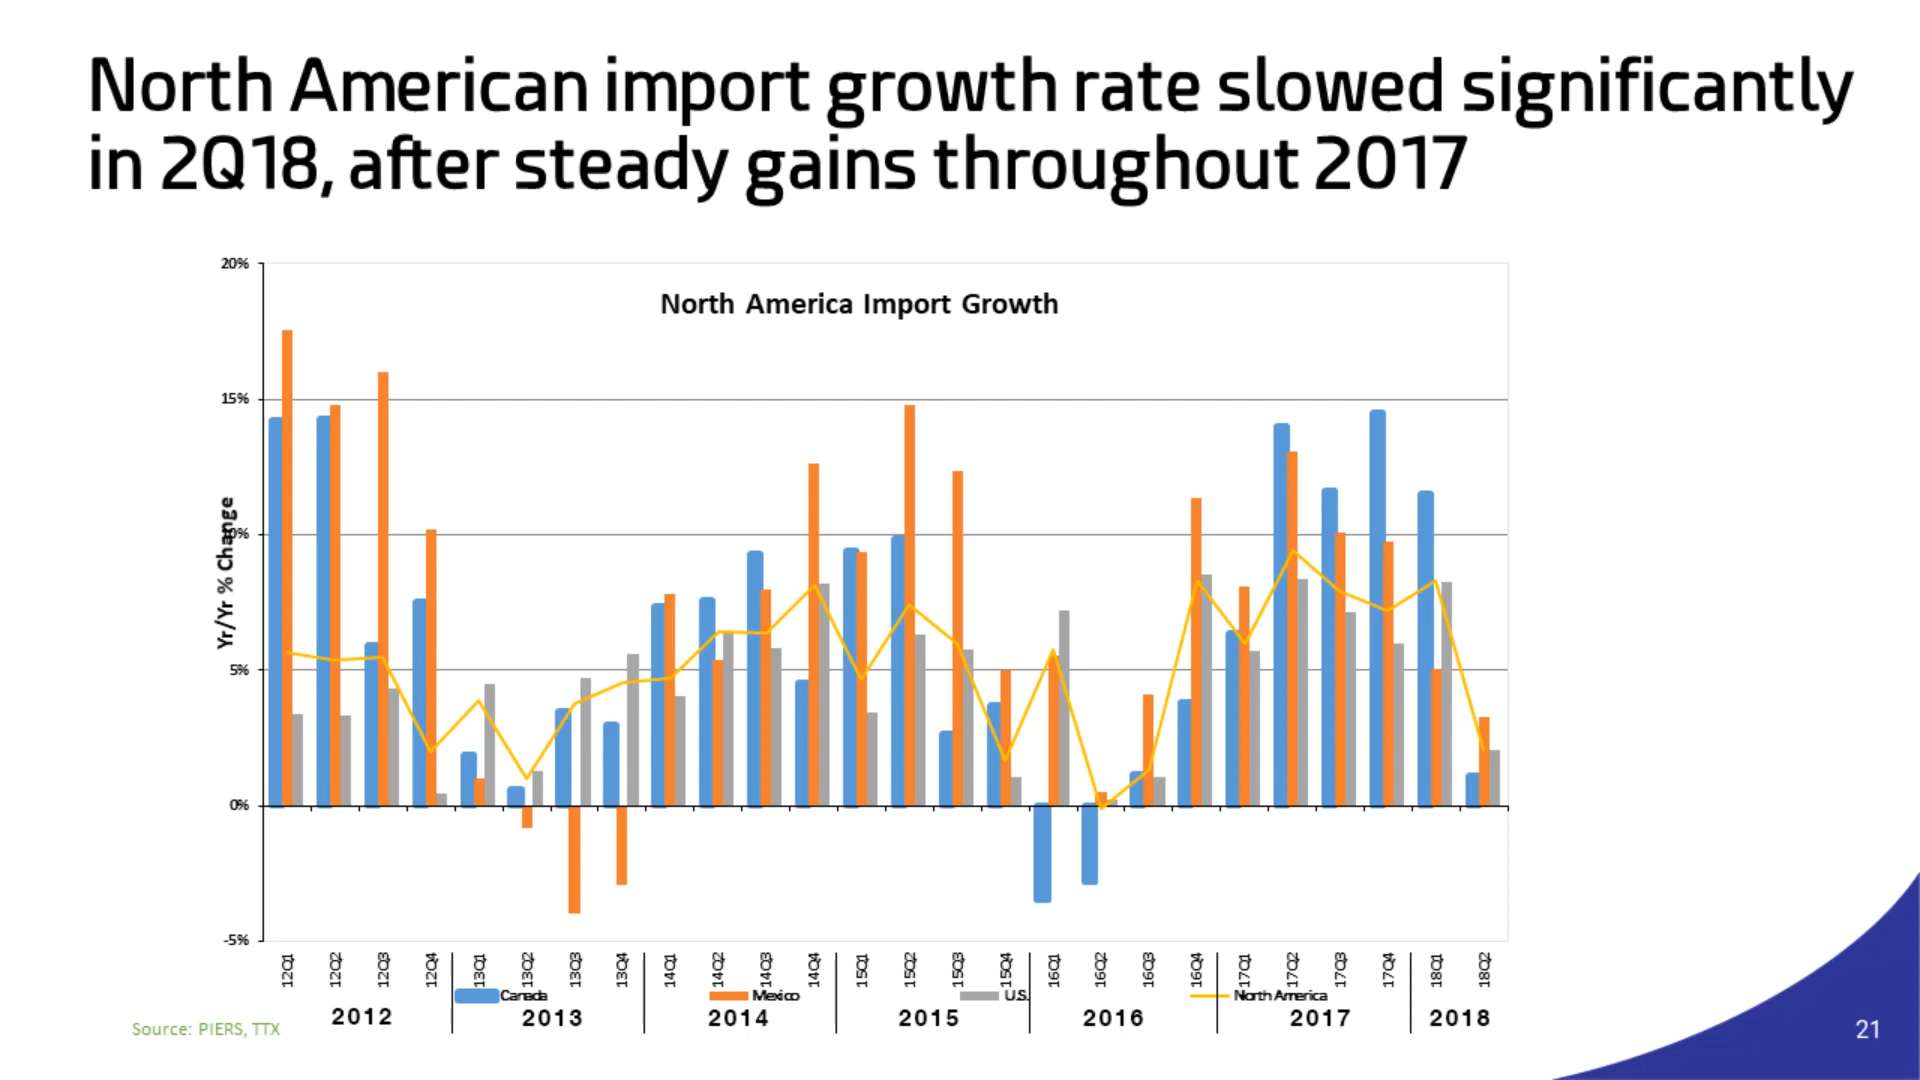 North American import growth rate slowed significantly
in 2Q18, after steady gains throughout 2017
North America Import Growth
Yr/Yr % Change
20%
15%
10%
5%
0%
-5%
12Q1 12Q2 12Q3 12Q4 13Q1 13Q2 13Q3 13Q4 14Q1 14Q2 14Q3 14Q4 15Q1 15Q2 15Q3 15Q4 16Q1 16Q2 16Q3 16Q4 17Q1 17Q2 17Q3 17Q4 18Q1 18Q2
Canada Mexico U.S. North America
2012 2013 2014 2015 2016 2017 2018
Source: PIERS, TTX
21